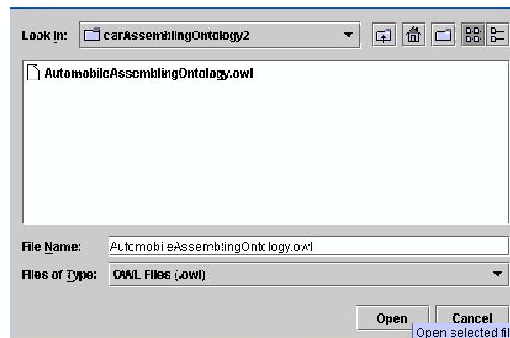 Look In: carAssemblingOntology2
AutomobileAssemblingOntology.owl
File Name: AutomobileAssemblingOntology.owl
Files of Type: OWL Files (.owl)
Open Cancel
Open selected fil